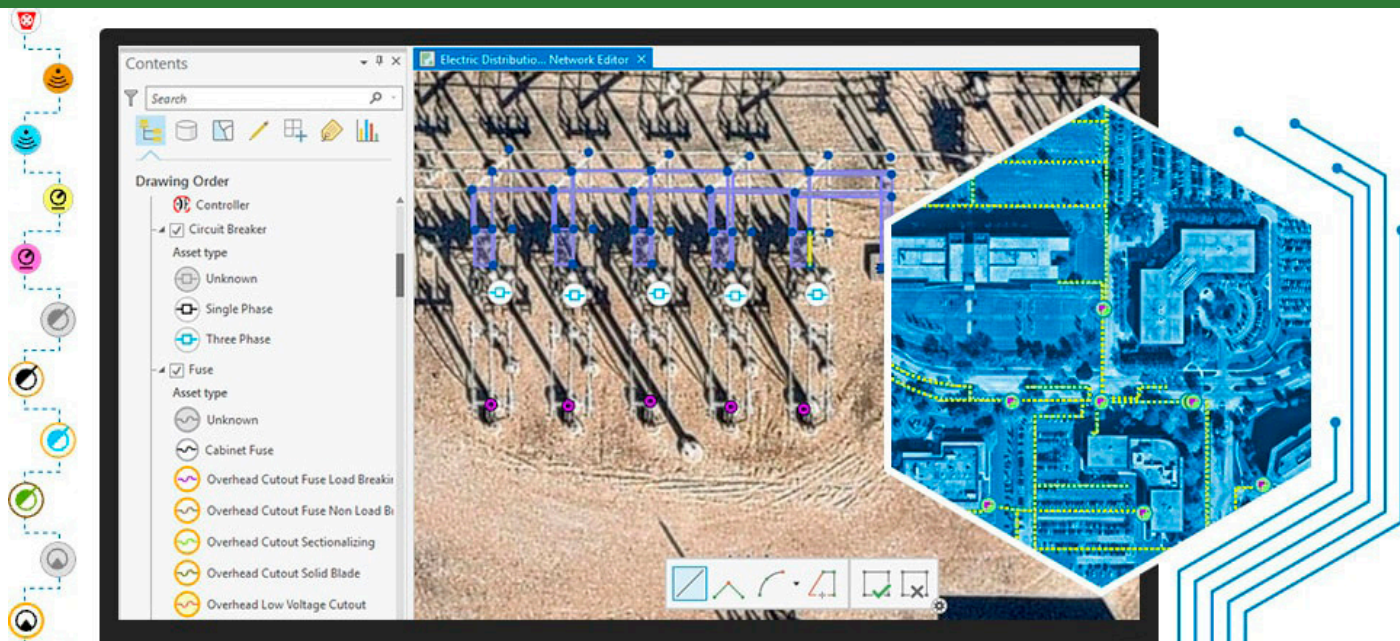 Contents
Electric Distributio... Network Editor
Search
Drawing Order
Controller
Circuit Breaker
Asset type
Unknown
Single Phase
Three Phase
Fuse
Asset type
Unknown
Cabinet Fuse
Overhead Cutout Fuse Load Breakin
Overhead Cutout Fuse Non Load B
Overhead Cutout Sectionalizing
Overhead Cutout Solid Blade
Overhead Low Voltage Cutout